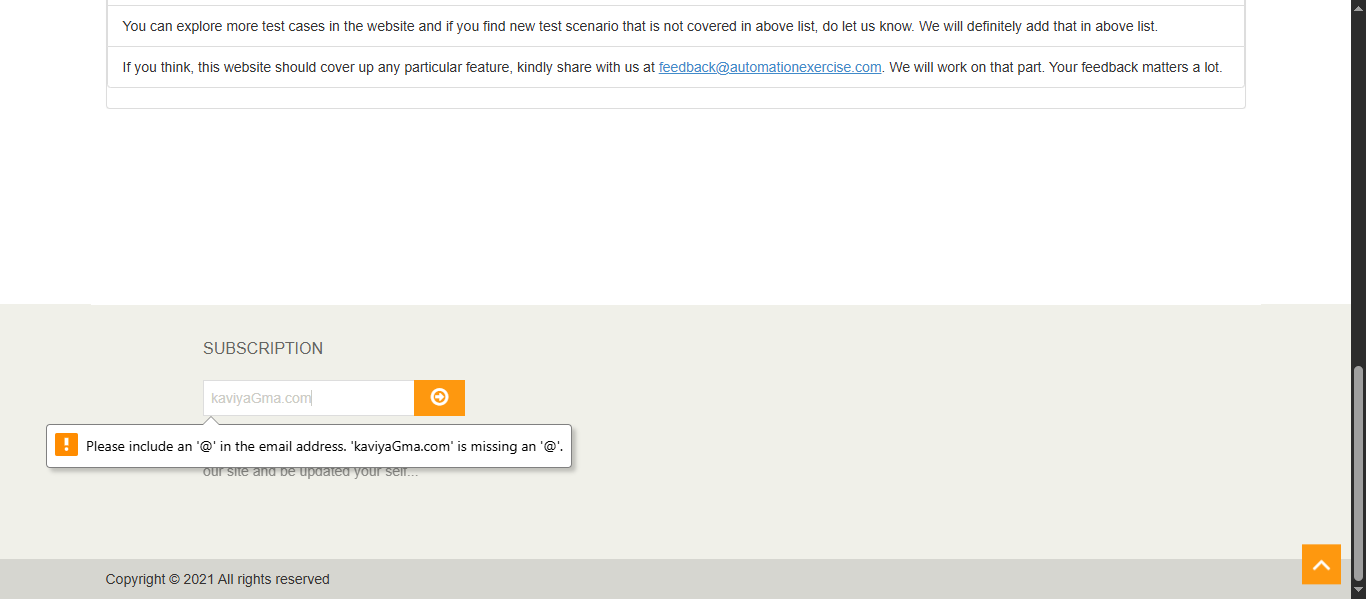 You can explore more test cases in the website and if you find new test scenario that is not covered in above list, do let us know. We will definitely add that in above list.
If you think, this website should cover up any particular feature, kindly share with us at feedback@automationexercise.com. We will work on that part. Your feedback matters a lot.
SUBSCRIPTION
kaviyaGma.com
Please include an '@' in the email address. 'kaviyaGma.com' is missing an '@'.
our site and be updated your self...
Copyright © 2021 All rights reserved